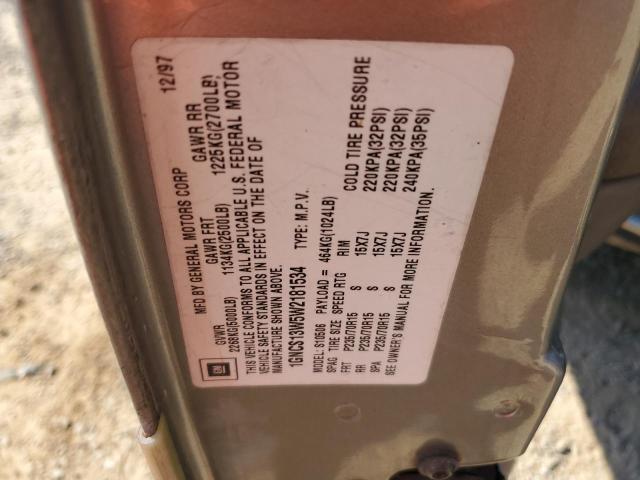 MFD BY GENERAL MOTORS CORP 12/97
GVWR GAWR FRT GAWR RR
2268KG(5000LB) 1134KG(2500LB) 1225KG(2700LB)
THIS VEHICLE CONFORMS TO ALL APPLICABLE U.S. FEDERAL MOTOR
VEHICLE SAFETY STANDARDS IN EFFECT ON THE DATE OF
MANUFACTURE SHOWN ABOVE.
1GNCS13W5W2181534 TYPE: M.P.V.
MODEL: S10506 PAYLOAD = 464KG(1024LB)
SPAG TIRE SIZE SPEED RTG RIM COLD TIRE PRESSURE
FRT P235/70R15 S 15X7J 220KPA(32PSI)
RR P235/70R15 S 15X7J 220KPA(32PSI)
SPA P235/70R15 S 15X7J 240KPA(35PSI)
SEE OWNER'S MANUAL FOR MORE INFORMATION.
GM